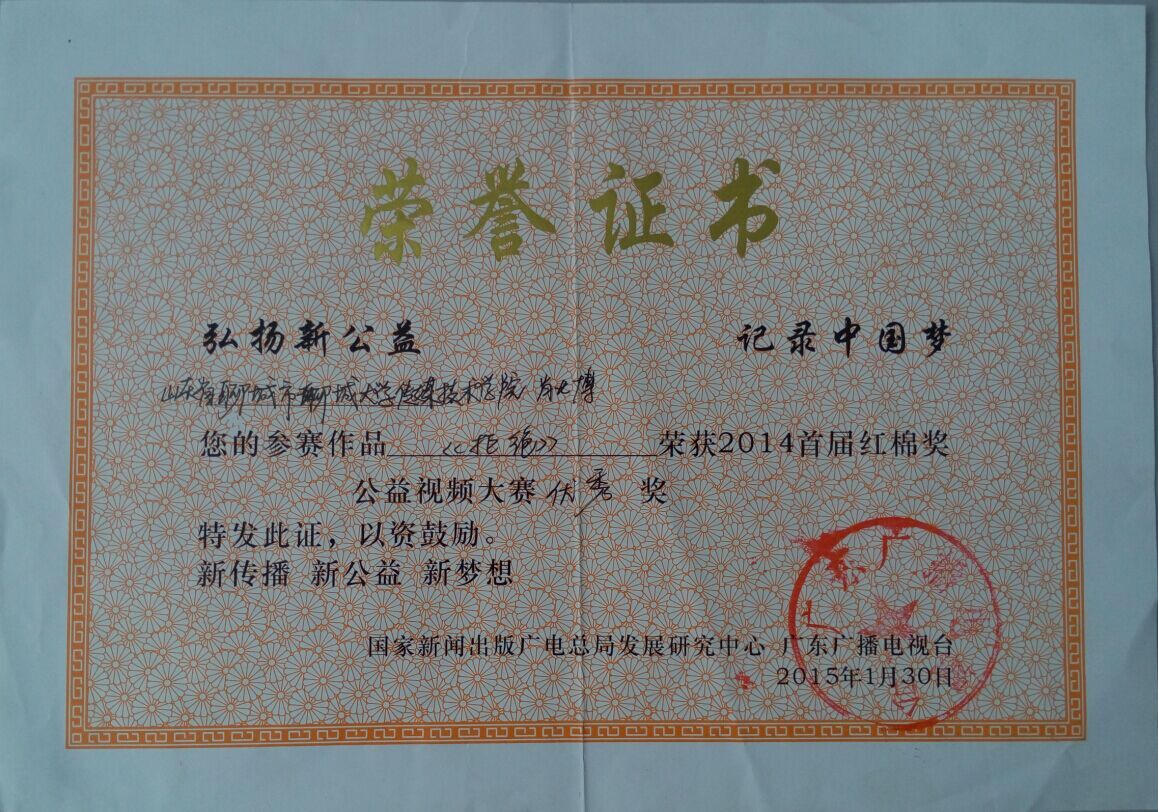 荣誉证书
弘扬新公益 记录中国梦
山东省聊城市聊城大学传媒技术学院
您的参赛作品 荣获2014首届红棉奖
公益视频大赛优秀奖
特发此证，以资鼓励。
新传播 新公益 新梦想
国家新闻出版广电总局发展研究中心 广东广播电视台
2015年1月30日